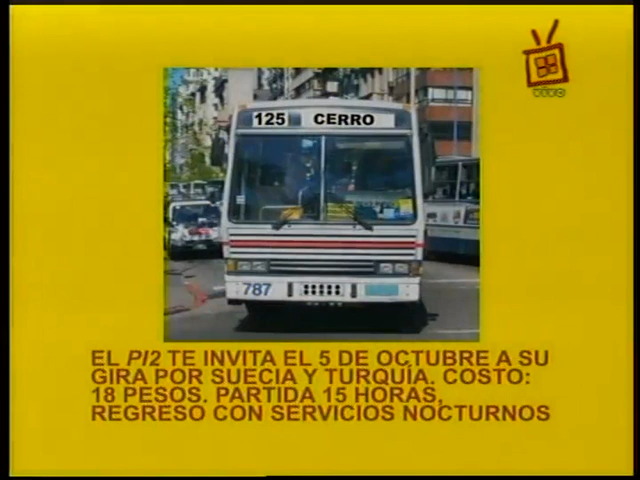 VIVO
125 CERRO
787
EL PI2 TE INVITA EL 5 DE OCTUBRE A SU
GIRA POR SUECIA Y TURQUÍA. COSTO:
18 PESOS. PARTIDA 15 HORAS,
REGRESO CON SERVICIOS NOCTURNOS